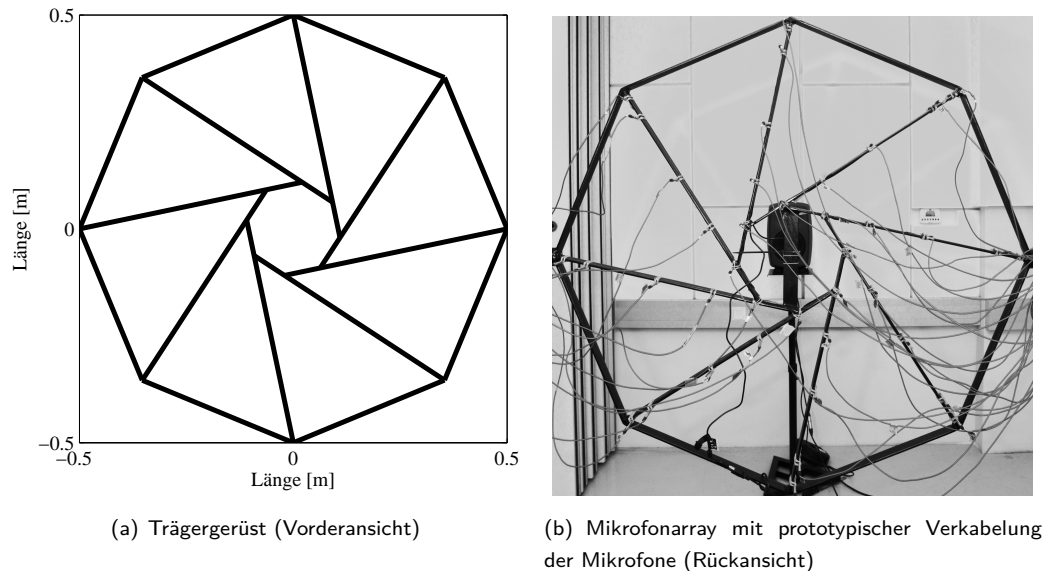 0.5
Länge [m]
0
−0.5
−0.5
0
0.5
Länge [m]
(a) Trägergerüst (Vorderansicht)
(b) Mikrofonarray mit prototypischer Verkabelung
der Mikrofone (Rückansicht)